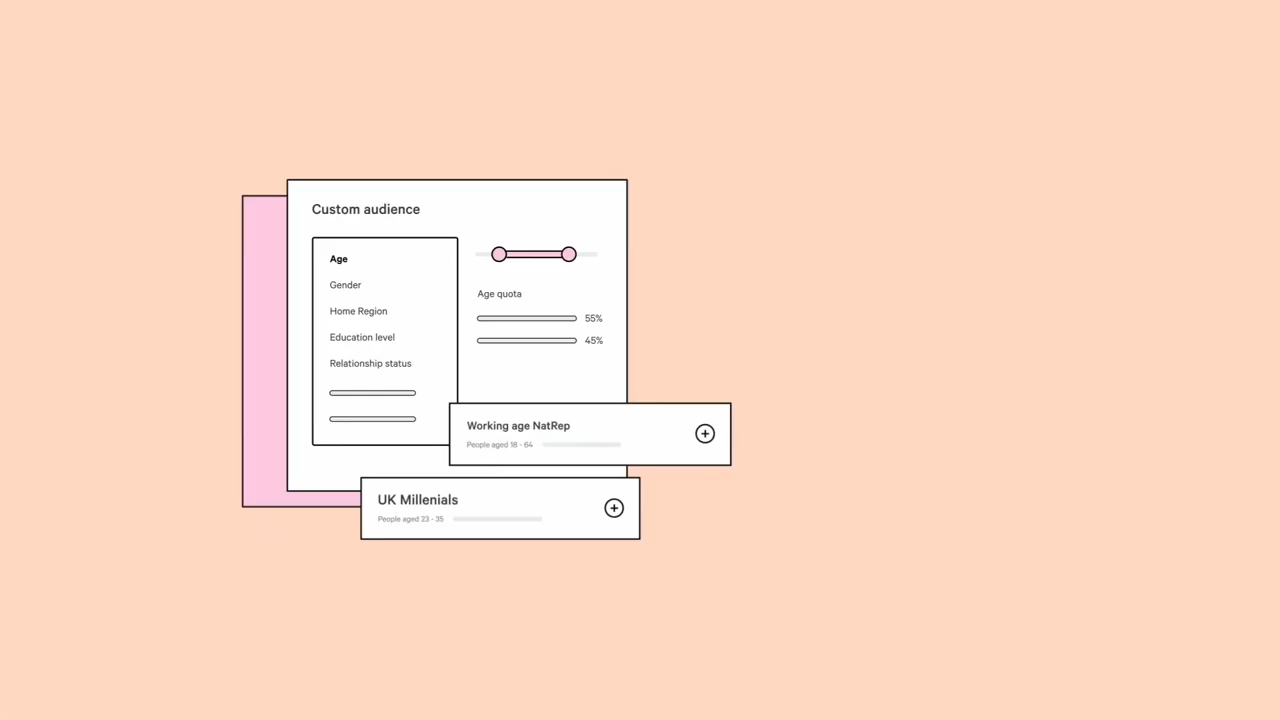 Custom audience
Age
Gender
Home Region
Education level
Relationship status
Age quota
55%
45%
Working age NatRep
People aged 18 - 64
UK Millenials
People aged 23 - 35